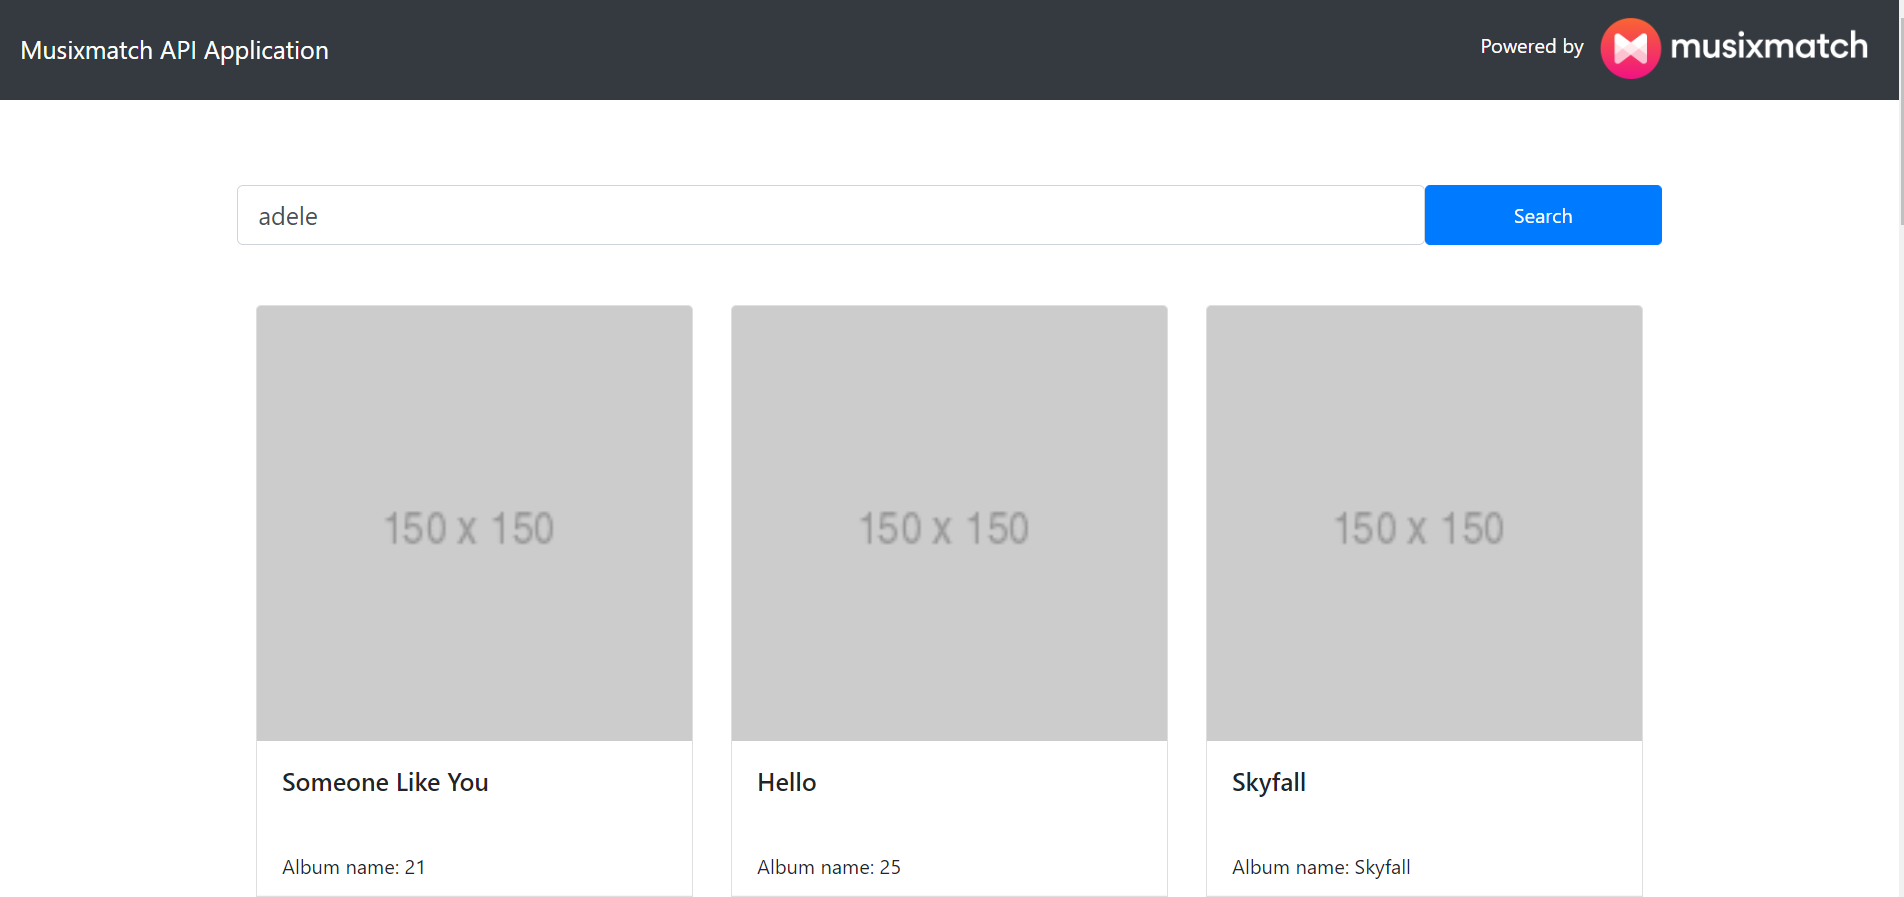 Musixmatch API Application
Powered by musixmatch
adele
Search
150 x 150
150 x 150
150 x 150
Someone Like You
Hello
Skyfall
Album name: 21
Album name: 25
Album name: Skyfall